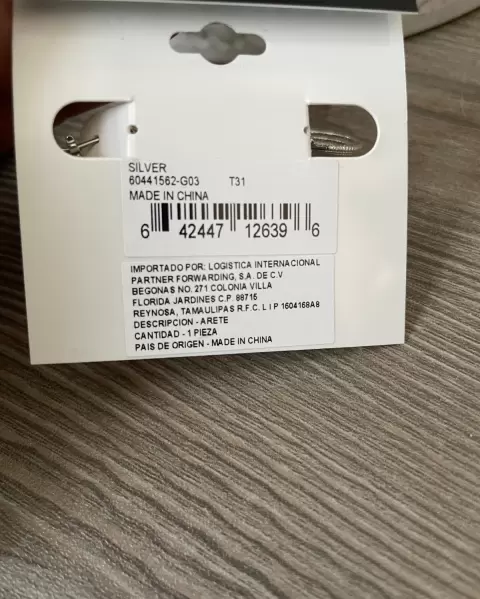 SILVER
60441562-G03 T31
MADE IN CHINA
6 42447 12639 6
IMPORTADO POR: LOGISTICA INTERNACIONAL
PARTNER FORWARDING, S.A. DE C.V
BEGONAS NO. 271 COLONIA VILLA
FLORIDA JARDINES C.P. 88715
REYNOSA, TAMAULIPAS R.F.C. L I P 1604168A8
DESCRIPCION - ARETE
CANTIDAD - 1 PIEZA
PAIS DE ORIGEN - MADE IN CHINA